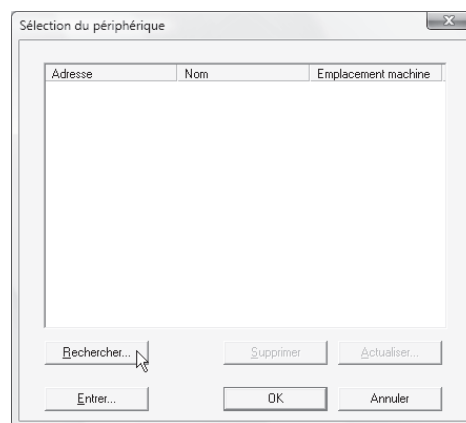 Sélection du périphérique
Adresse Nom Emplacement machine
Rechercher... Supprimer Actualiser...
Entrer... OK Annuler